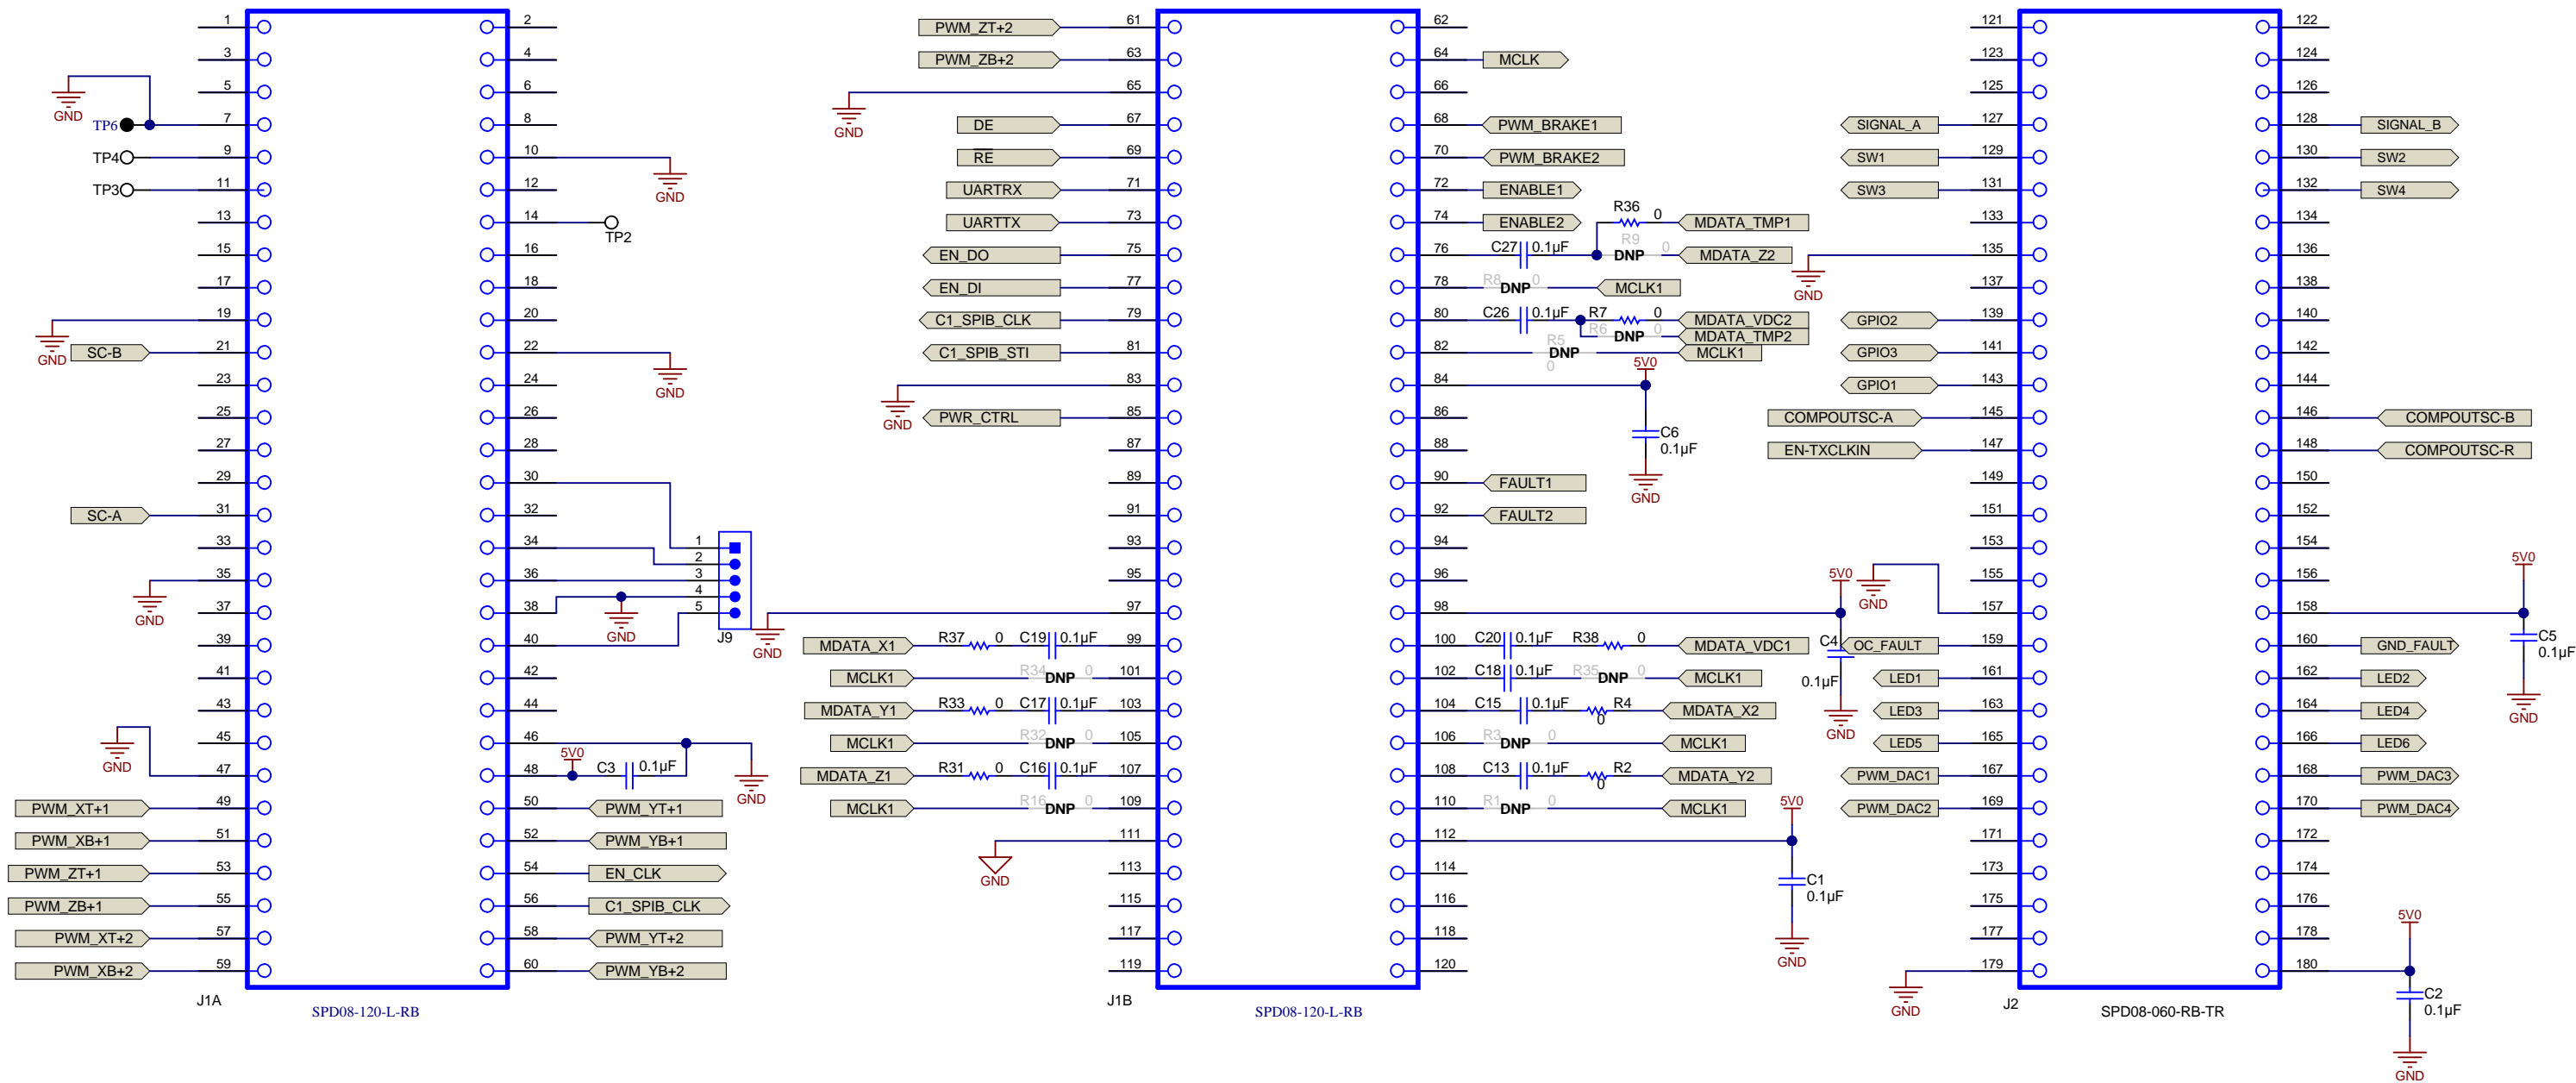 1 2
3 4
GND 5 6
TP6 7 8
TP4 9 10
TP3 11 12 GND
13 14 TP2
15 16
17 18
19 20
GND
SC-B 21 22
23 24 GND
25 26
27 28
29 30
SC-A 31 32
33 34
35 36
GND
37 38 GND
39 40
1
2
3
4
5
J9
41 42
43 44
45 46
GND
47 48 5V0 C3 0.1µF GND
PWM_XT+1 49 50 PWM_YT+1
PWM_XB+1 51 52 PWM_YB+1
PWM_ZT+1 53 54 EN_CLK
PWM_ZB+1 55 56 C1_SPIB_CLK
PWM_XT+2 57 58 PWM_YT+2
PWM_XB+2 59 60 PWM_YB+2
J1A
SPD08-120-L-RB
PWM_ZT+2 61 62
PWM_ZB+2 63 64 MCLK
65 66
GND
DE 67 68 PWM_BRAKE1
RE 69 70 PWM_BRAKE2
UARTRX 71 72 ENABLE1
UARTTX 73 74 ENABLE2 R36 0 MDATA_TMP1
EN_DO 75 76 C27 0.1µF R9 DNP 0 MDATA_Z2
EN_DI 77 78 R8 DNP 0 MCLK1
C1_SPIB_CLK 79 80 C26 0.1µF R7 0 MDATA_VDC2
R6 DNP 0 MDATA_TMP2
C1_SPIB_STI 81 82 R5 DNP 0 MCLK1
83 84 5V0
GND
PWR_CTRL 85 86
C6
0.1µF
GND
87 88
89 90 FAULT1
91 92 FAULT2
93 94
95 96
GND 97 98 5V0
MDATA_X1 R37 0 C19 0.1µF 99 100 C20 0.1µF R38 0 MDATA_VDC1
C4
0.1µF
GND
MCLK1 R34 DNP 0 101 102 C18 0.1µF R35 DNP 0 MCLK1
MDATA_Y1 R33 0 C17 0.1µF 103 104 C15 0.1µF R4 0 MDATA_X2
MCLK1 R32 DNP 0 105 106 R3 DNP 0 MCLK1
MDATA_Z1 R31 0 C16 0.1µF 107 108 C13 0.1µF R2 0 MDATA_Y2
MCLK1 R16 DNP 0 109 110 R1 DNP 0 MCLK1
GND 111 112 5V0
113 114 C1
0.1µF
GND
115 116
117 118
119 120
J1B
SPD08-120-L-RB
121 122
123 124
125 126
SIGNAL_A 127 128 SIGNAL_B
SW1 129 130 SW2
SW3 131 132 SW4
133 134
135 136
GND
137 138
GPIO2 139 140
GPIO3 141 142
GPIO1 143 144
COMPOUTSC-A 145 146 COMPOUTSC-B
EN-TXCLKIN 147 148 COMPOUTSC-R
149 150
151 152
153 154
155 156
GND 157 158 5V0
OC_FAULT 159 160 GND_FAULT
C5
0.1µF
GND
LED1 161 162 LED2
LED3 163 164 LED4
LED5 165 166 LED6
PWM_DAC1 167 168 PWM_DAC3
PWM_DAC2 169 170 PWM_DAC4
171 172
173 174
175 176
177 178
GND 179 180 5V0
C2
0.1µF
GND
J2
SPD08-060-RB-TR